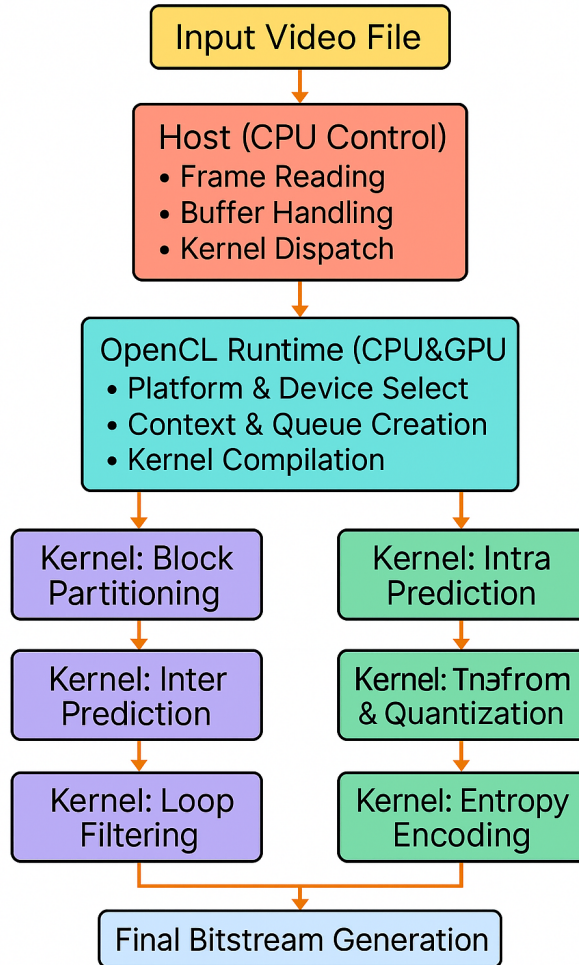 Input Video File
Host (CPU Control)
• Frame Reading
• Buffer Handling
• Kernel Dispatch
OpenCL Runtime (CPU&GPU
• Platform & Device Select
• Context & Queue Creation
• Kernel Compilation
Kernel: Block
Partitioning
Kernel: Inter
Prediction
Kernel: Loop
Filtering
Kernel: Intra
Prediction
Kernel: Tnɘfrom
& Quantization
Kernel: Entropy
Encoding
Final Bitstream Generation